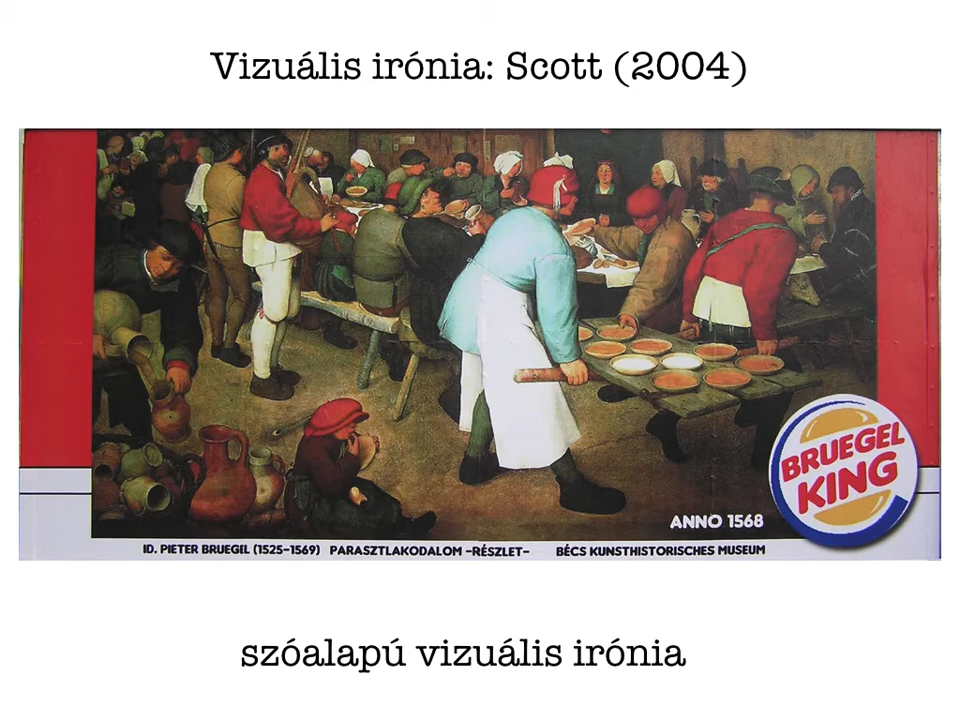 Vizuális irónia: Scott (2004)
BRUEGEL
KING
ANNO 1568
ID. PIETER BRUEGEL (1525-1569) PARASZTLAKODALOM -RÉSZLET- BÉCS KUNSTHISTORISCHES MUSEUM
szóalapú vizuális irónia